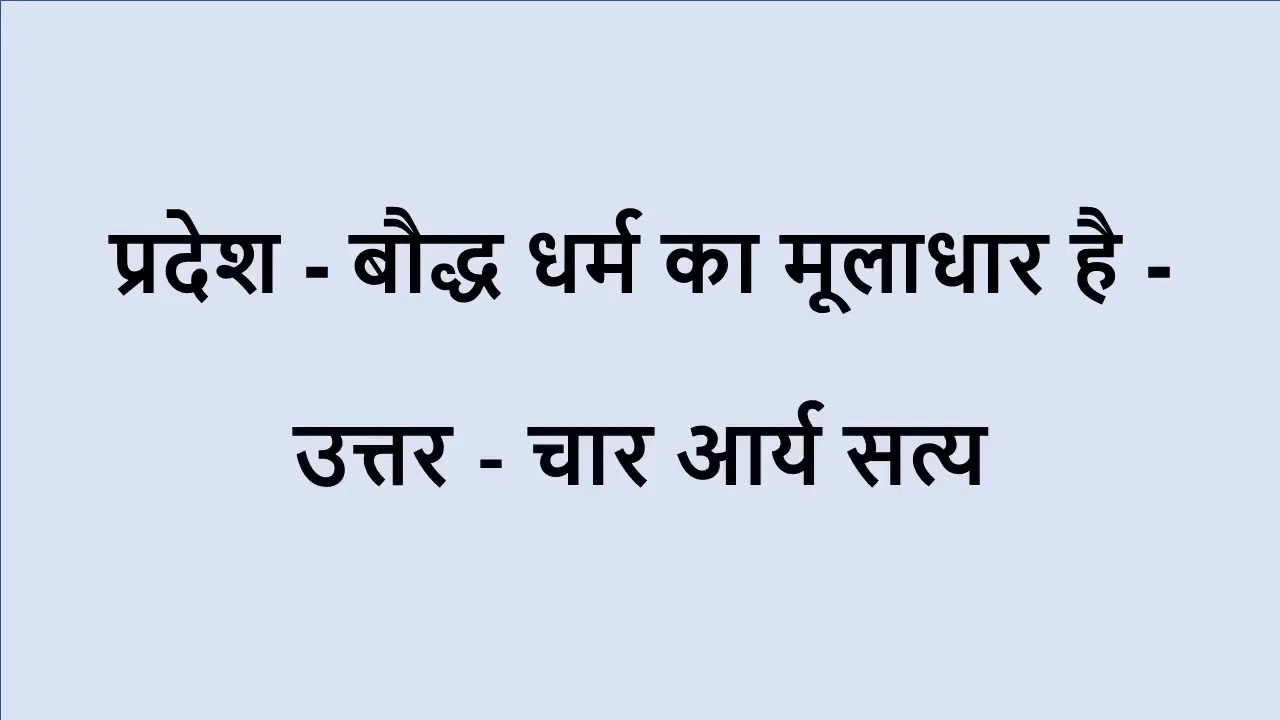 प्रदेश - बौद्ध धर्म का मूलाधार है -
उत्तर - चार आर्य सत्य